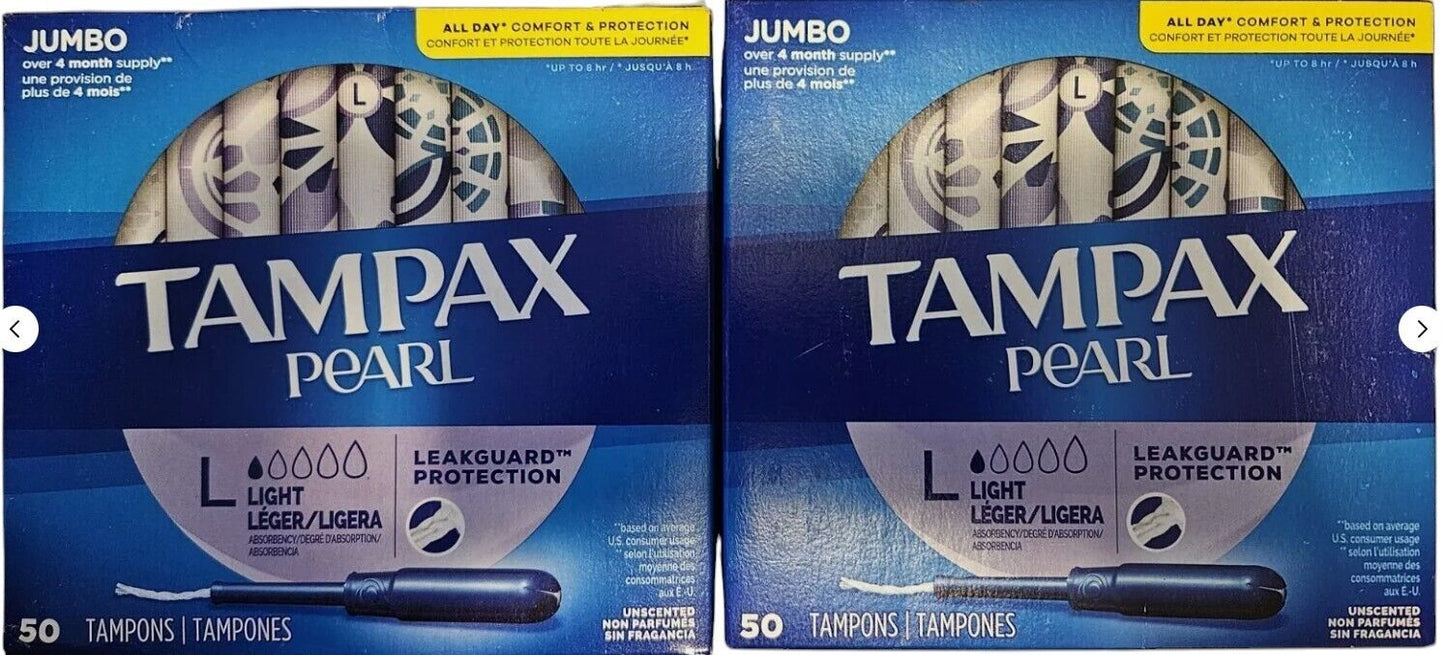 JUMBO
over 4 month supply**
une provision de
plus de 4 mois**
ALL DAY* COMFORT & PROTECTION
CONFORT ET PROTECTION TOUTE LA JOURNÉE*
*UP TO 8 hr / * JUSQU'À 8 h
L
TAMPAX
PEARL
L
LIGHT
LÉGER/LIGERA
ABSORBENCY/DEGRÉ D'ABSORPTION/
ABSORBENCIA
LEAKGUARD™
PROTECTION
**based on average
U.S. consumer usage
** selon l'utilisation
moyenne des
consommatrices
aux É.-U.
UNSCENTED
NON PARFUMÉS
SIN FRAGANCIA
50 TAMPONS | TAMPONES
JUMBO
over 4 month supply**
une provision de
plus de 4 mois**
ALL DAY* COMFORT & PROTECTION
CONFORT ET PROTECTION TOUTE LA JOURNÉE*
*UP TO 8 hr / * JUSQU'À 8 h
L
TAMPAX
PEARL
L
LIGHT
LÉGER/LIGERA
ABSORBENCY/DEGRÉ D'ABSORPTION/
ABSORBENCIA
LEAKGUARD™
PROTECTION
**based on average
U.S. consumer usage
** selon l'utilisation
moyenne des
consommatrices
aux É.-U.
UNSCENTED
NON PARFUMÉS
SIN FRAGANCIA
50 TAMPONS | TAMPONES